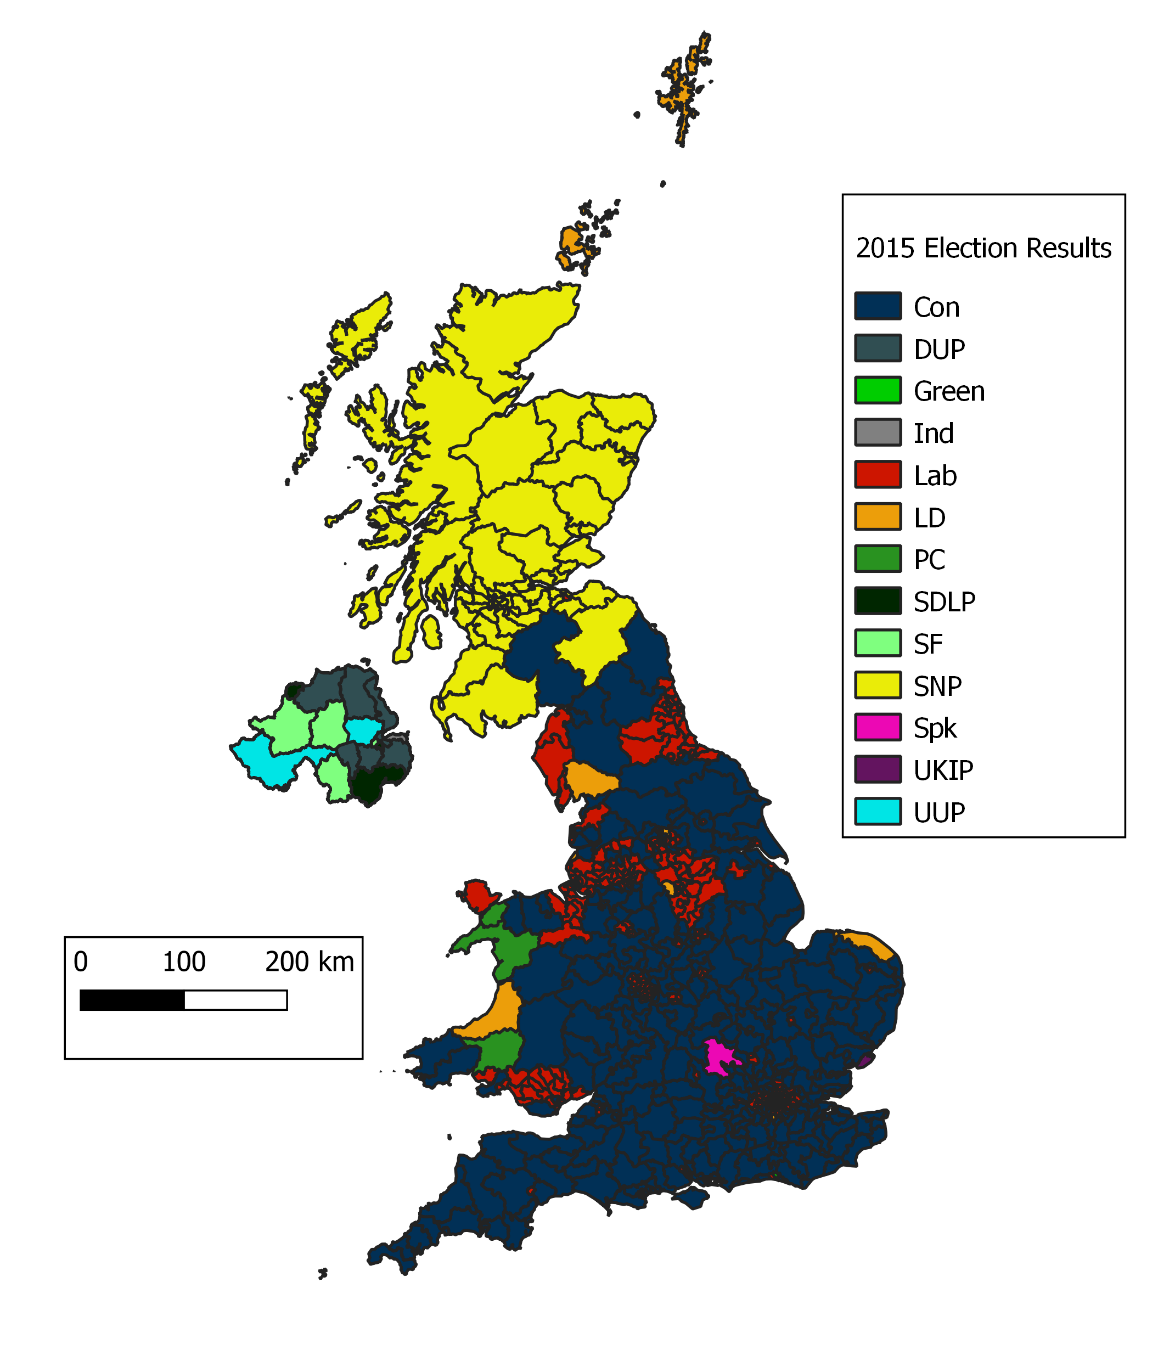 2015 Election Results
Con
DUP
Green
Ind
Lab
LD
PC
SDLP
SF
SNP
Spk
UKIP
UUP
0 100 200 km